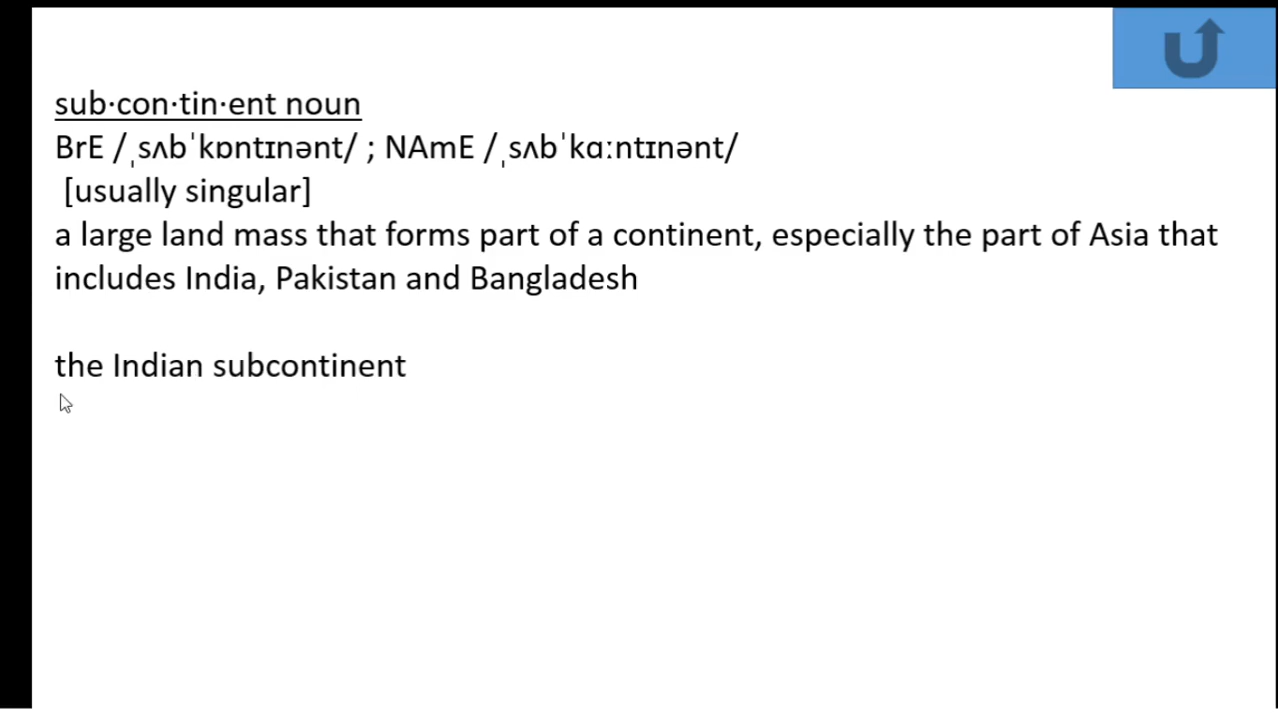 sub·con·tin·ent noun
BrE /ˌsʌbˈkɒntɪnənt/ ; NAmE /ˌsʌbˈkɑːntɪnənt/
[usually singular]
a large land mass that forms part of a continent, especially the part of Asia that
includes India, Pakistan and Bangladesh
the Indian subcontinent